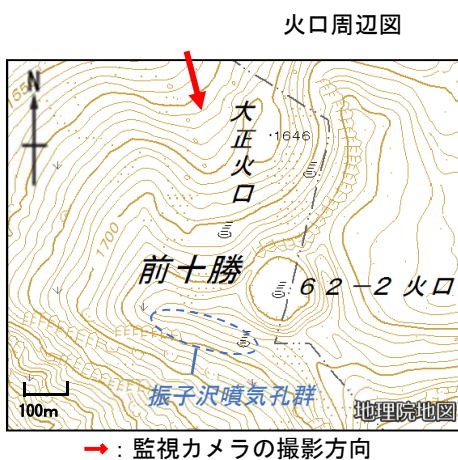 火口周辺図
N
155
大正火口
・1646
1700
前十勝
62-2 火口
振子沢噴気孔群
100m
地理院地図
→：監視カメラの撮影方向